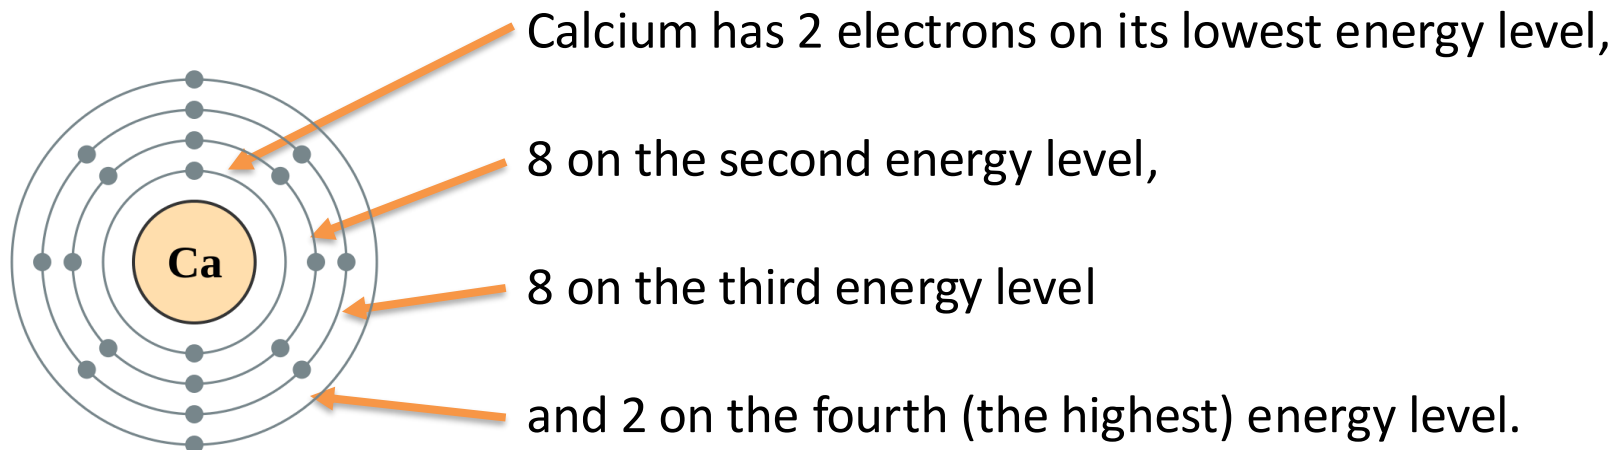 Calcium has 2 electrons on its lowest energy level,
8 on the second energy level,
Ca
8 on the third energy level
and 2 on the fourth (the highest) energy level.